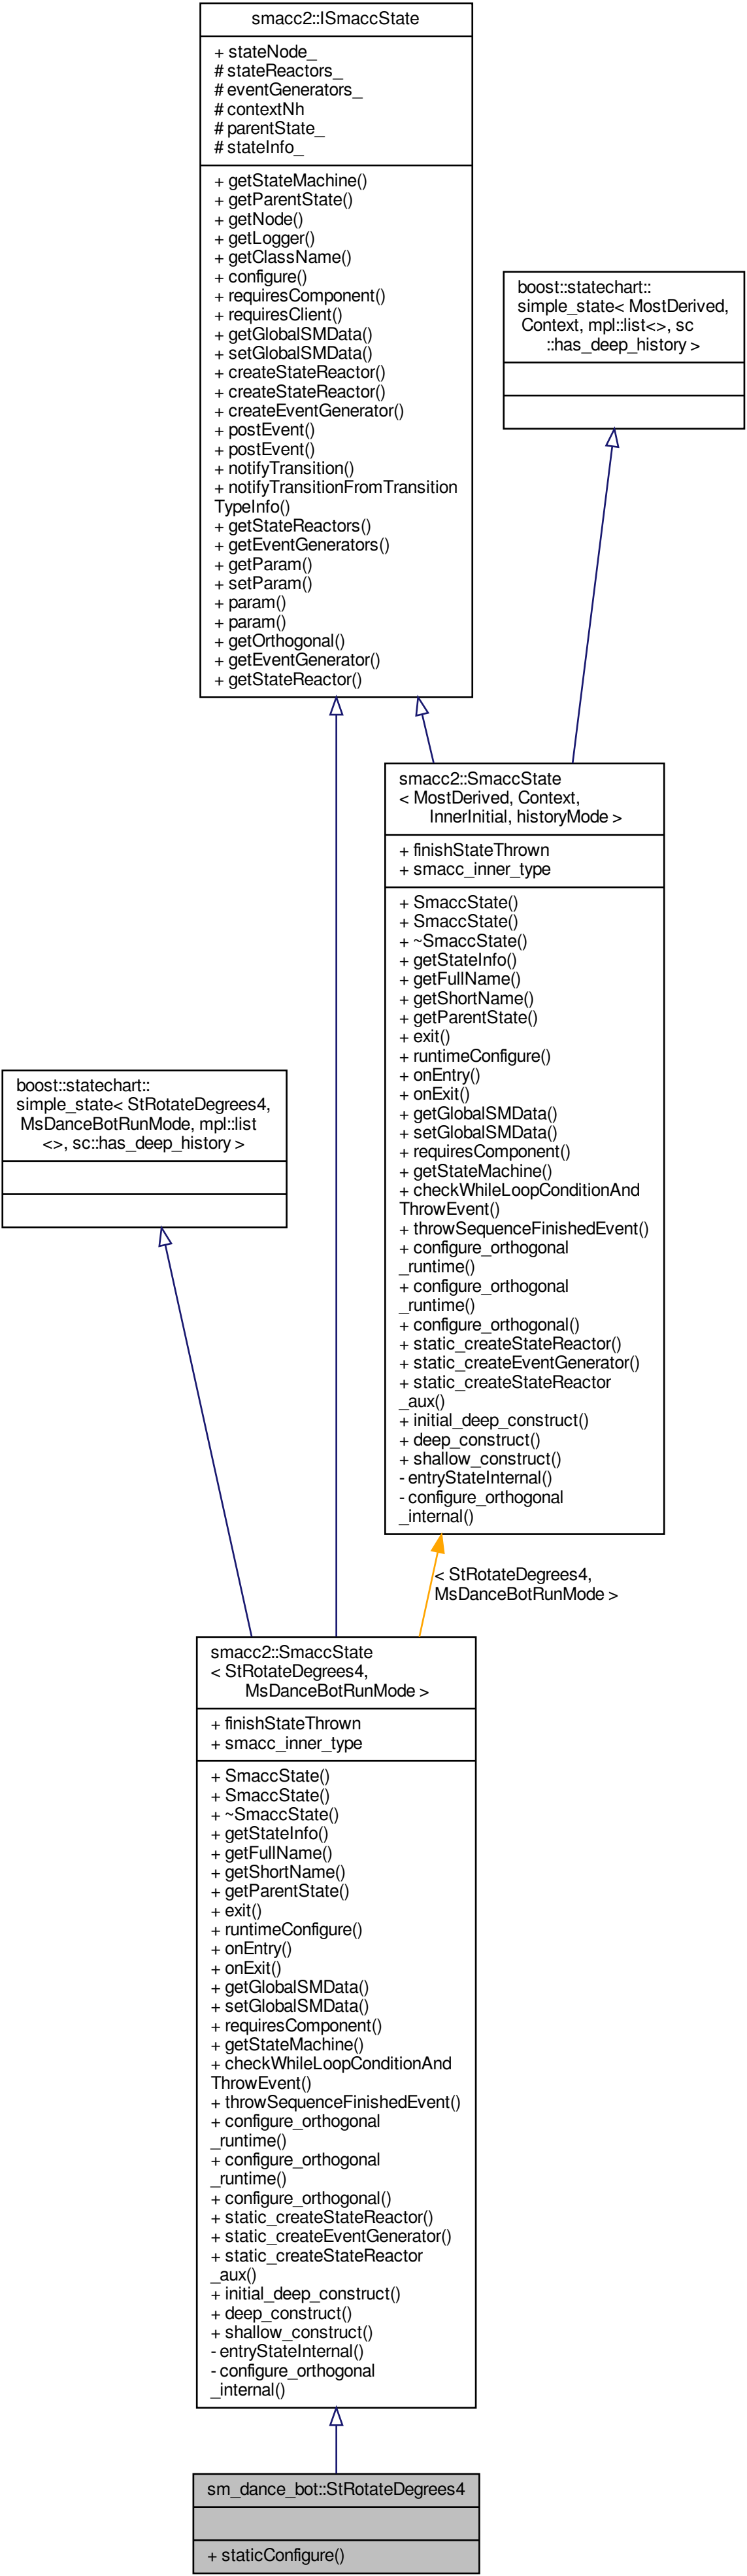 smacc2::ISmaccState
+ stateNode_
# stateReactors_
# eventGenerators_
# contextNh
# parentState_
# stateInfo_
+ getStateMachine()
+ getParentState()
+ getNode()
+ getLogger()
+ getClassName()
+ configure()
+ requiresComponent()
+ requiresClient()
+ getGlobalSMData()
+ setGlobalSMData()
+ createStateReactor()
+ createStateReactor()
+ createEventGenerator()
+ postEvent()
+ postEvent()
+ notifyTransition()
+ notifyTransitionFromTransition
TypeInfo()
+ getStateReactors()
+ getEventGenerators()
+ getParam()
+ setParam()
+ param()
+ param()
+ getOrthogonal()
+ getEventGenerator()
+ getStateReactor()
boost::statechart::
simple_state< MostDerived,
Context, mpl::list<>, sc
::has_deep_history >
smacc2::SmaccState
< MostDerived, Context,
InnerInitial, historyMode >
+ finishStateThrown
+ smacc_inner_type
+ SmaccState()
+ SmaccState()
+ ~SmaccState()
+ getStateInfo()
+ getFullName()
+ getShortName()
+ getParentState()
+ exit()
+ runtimeConfigure()
+ onEntry()
+ onExit()
+ getGlobalSMData()
+ setGlobalSMData()
+ requiresComponent()
+ getStateMachine()
+ checkWhileLoopConditionAnd
ThrowEvent()
+ throwSequenceFinishedEvent()
+ configure_orthogonal
_runtime()
+ configure_orthogonal
_runtime()
+ configure_orthogonal()
+ static_createStateReactor()
+ static_createEventGenerator()
+ static_createStateReactor
_aux()
+ initial_deep_construct()
+ deep_construct()
+ shallow_construct()
- entryStateInternal()
- configure_orthogonal
_internal()
boost::statechart::
simple_state< StRotateDegrees4,
MsDanceBotRunMode, mpl::list
<>, sc::has_deep_history >
< StRotateDegrees4,
MsDanceBotRunMode >
smacc2::SmaccState
< StRotateDegrees4,
MsDanceBotRunMode >
+ finishStateThrown
+ smacc_inner_type
+ SmaccState()
+ SmaccState()
+ ~SmaccState()
+ getStateInfo()
+ getFullName()
+ getShortName()
+ getParentState()
+ exit()
+ runtimeConfigure()
+ onEntry()
+ onExit()
+ getGlobalSMData()
+ setGlobalSMData()
+ requiresComponent()
+ getStateMachine()
+ checkWhileLoopConditionAnd
ThrowEvent()
+ throwSequenceFinishedEvent()
+ configure_orthogonal
_runtime()
+ configure_orthogonal
_runtime()
+ configure_orthogonal()
+ static_createStateReactor()
+ static_createEventGenerator()
+ static_createStateReactor
_aux()
+ initial_deep_construct()
+ deep_construct()
+ shallow_construct()
- entryStateInternal()
- configure_orthogonal
_internal()
sm_dance_bot::StRotateDegrees4
+ staticConfigure()